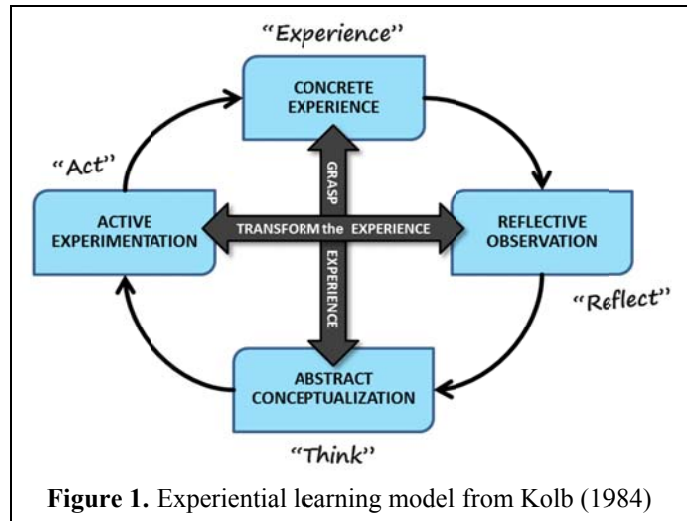 “Experience”
CONCRETE
EXPERIENCE
“Act”
GRASP
ACTIVE
EXPERIMENTATION
TRANSFORM the EXPERIENCE
REFLECTIVE
OBSERVATION
EXPERIENCE
“Reflect”
ABSTRACT
CONCEPTUALIZATION
“Think”
Figure 1. Experiential learning model from Kolb (1984)